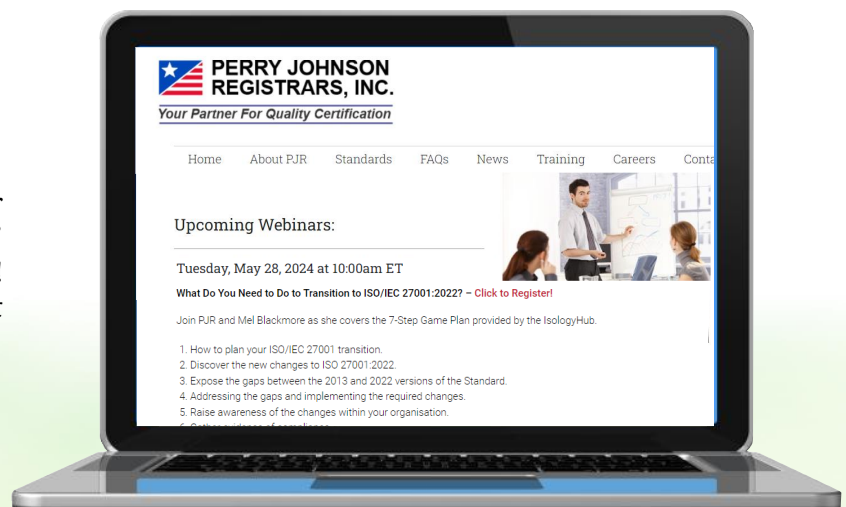 PERRY JOHNSON
REGISTRARS, INC.
Your Partner For Quality Certification
Home About PJR Standards FAQs News Training Careers Conta
Upcoming Webinars:
Tuesday, May 28, 2024 at 10:00am ET
What Do You Need to Do to Transition to ISO/IEC 27001:2022? – Click to Register!
Join PJR and Mel Blackmore as she covers the 7-Step Game Plan provided by the IsologyHub.
1. How to plan your ISO/IEC 27001 transition.
2. Discover the new changes to ISO 27001:2022.
3. Expose the gaps between the 2013 and 2022 versions of the Standard.
4. Addressing the gaps and implementing the required changes.
5. Raise awareness of the changes within your organisation.